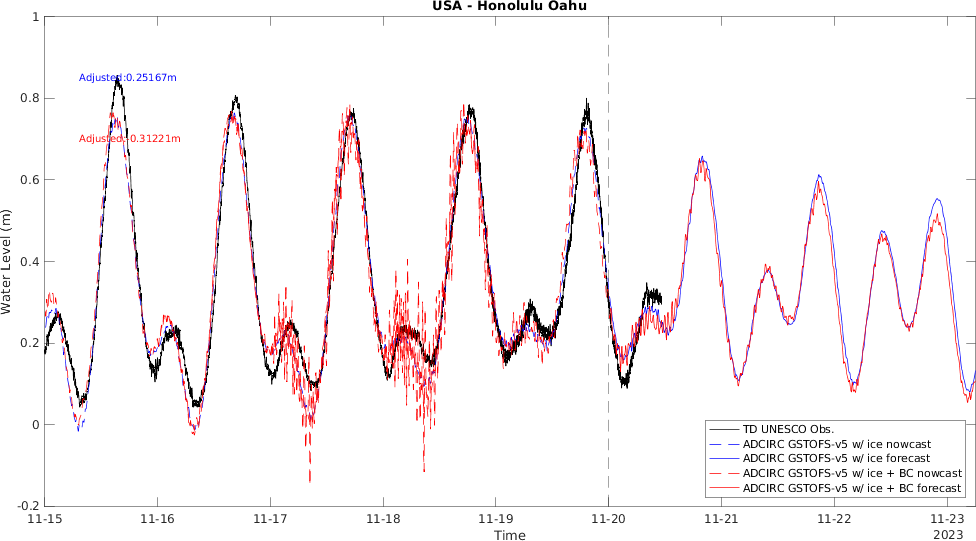 USA - Honolulu Oahu
1
Adjusted:0.25167m
0.8
Adjusted:-0.31221m
0.6
Water Level (m)
0.4
0.2
0
TD UNESCO Obs.
ADCIRC GSTOFS-v5 w/ ice nowcast
ADCIRC GSTOFS-v5 w/ ice forecast
ADCIRC GSTOFS-v5 w/ ice + BC nowcast
ADCIRC GSTOFS-v5 w/ ice + BC forecast
-0.2
11-15 11-16 11-17 11-18 11-19 11-20 11-21 11-22 11-23
Time 2023